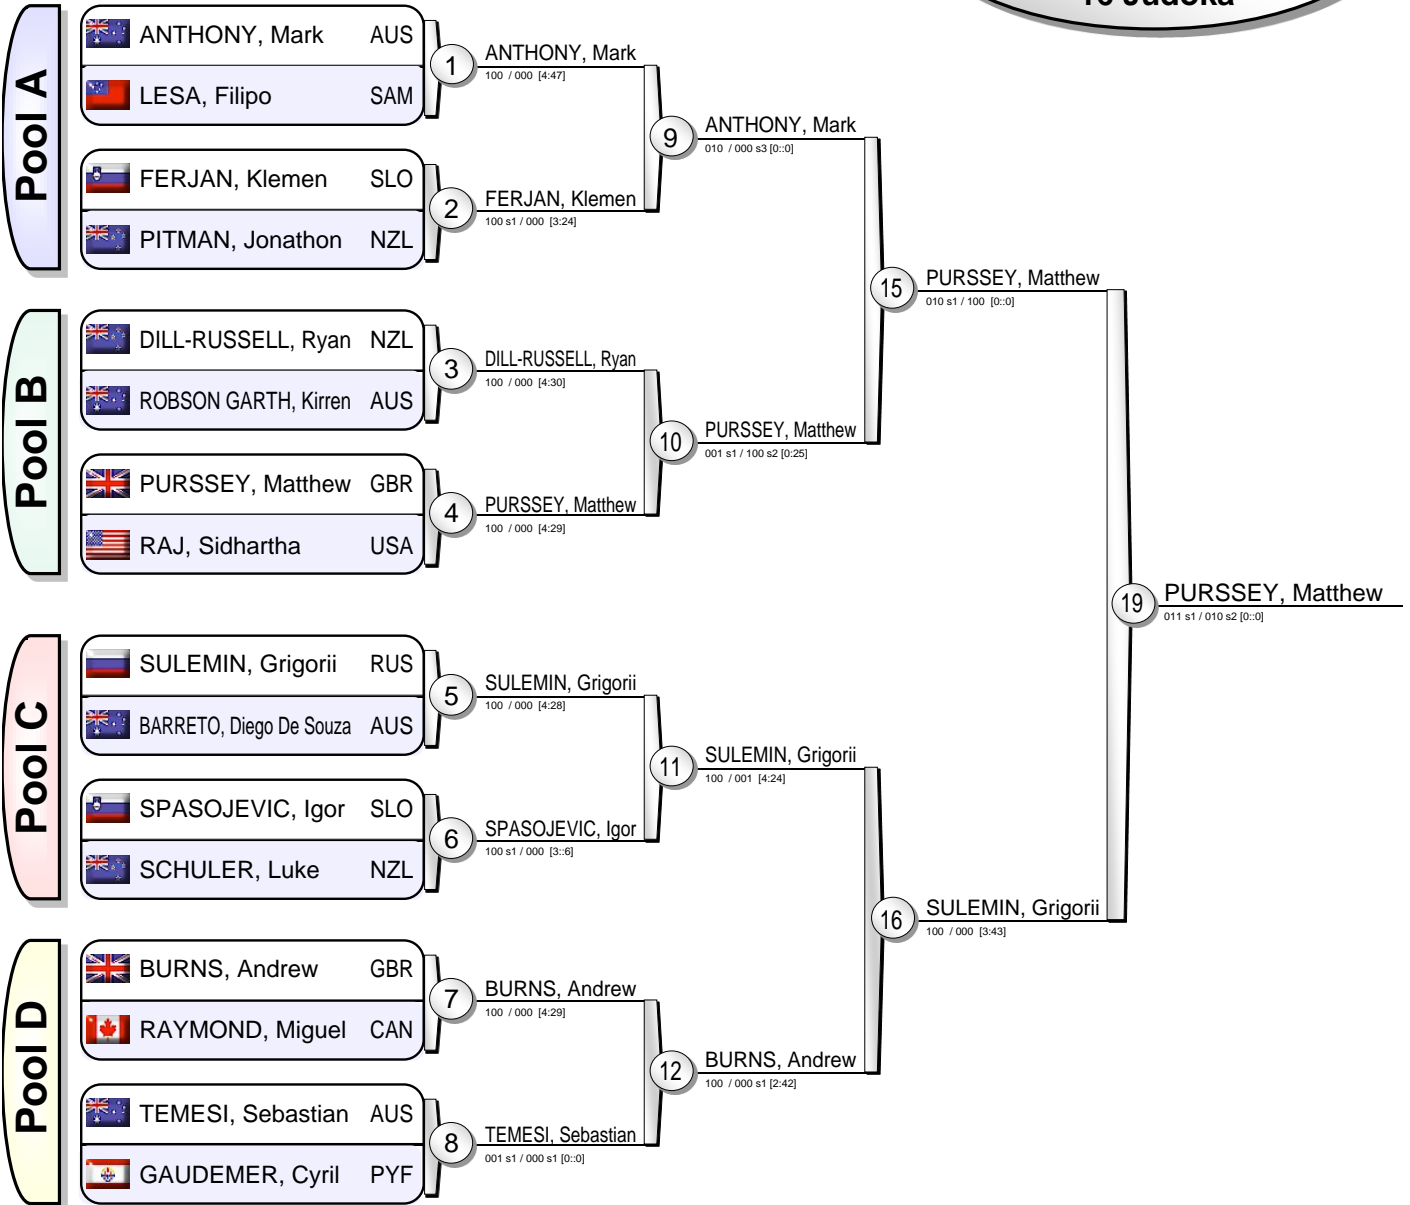 16 Judoka
Pool A
ANTHONY, Mark AUS
LESA, Filipo SAM
FERJAN, Klemen SLO
PITMAN, Jonathon NZL
Pool B
DILL-RUSSELL, Ryan NZL
ROBSON GARTH, Kirren AUS
PURSSEY, Matthew GBR
RAJ, Sidhartha USA
Pool C
SULEMIN, Grigorii RUS
BARRETO, Diego De Souza AUS
SPASOJEVIC, Igor SLO
SCHULER, Luke NZL
Pool D
BURNS, Andrew GBR
RAYMOND, Miguel CAN
TEMESI, Sebastian AUS
GAUDEMER, Cyril PYF
1
ANTHONY, Mark
100 / 000 [4:47]
2
FERJAN, Klemen
100 s1 / 000 [3:24]
3
DILL-RUSSELL, Ryan
100 / 000 [4:30]
4
PURSSEY, Matthew
100 / 000 [4:29]
5
SULEMIN, Grigorii
100 / 000 [4:28]
6
SPASOJEVIC, Igor
100 s1 / 000 [3::6]
7
BURNS, Andrew
100 / 000 [4:29]
8
TEMESI, Sebastian
001 s1 / 000 s1 [0::0]
9
ANTHONY, Mark
010 / 000 s3 [0::0]
10
PURSSEY, Matthew
001 s1 / 100 s2 [0:25]
11
SULEMIN, Grigorii
100 / 001 [4:24]
12
BURNS, Andrew
100 / 000 s1 [2:42]
15
PURSSEY, Matthew
010 s1 / 100 [0::0]
16
SULEMIN, Grigorii
100 / 000 [3:43]
19
PURSSEY, Matthew
011 s1 / 010 s2 [0::0]